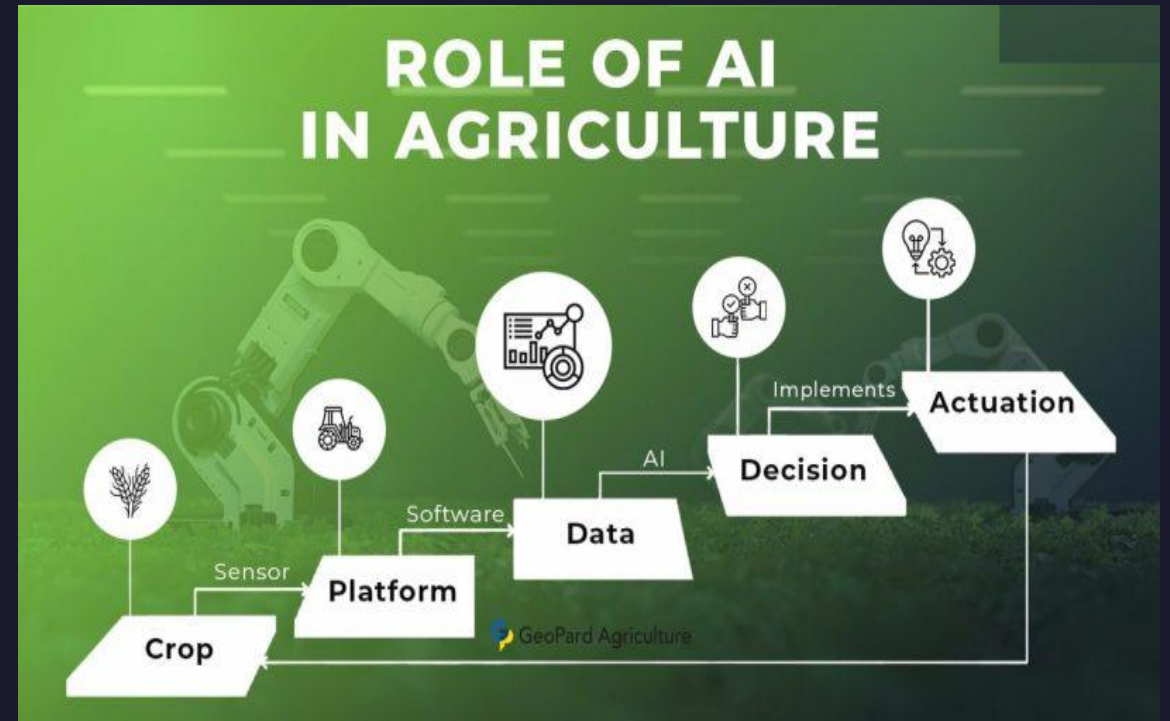 ROLE OF AI
IN AGRICULTURE
Implements
Actuation
AI
Decision
Software
Data
Sensor
Platform
GeoPard Agriculture
Crop